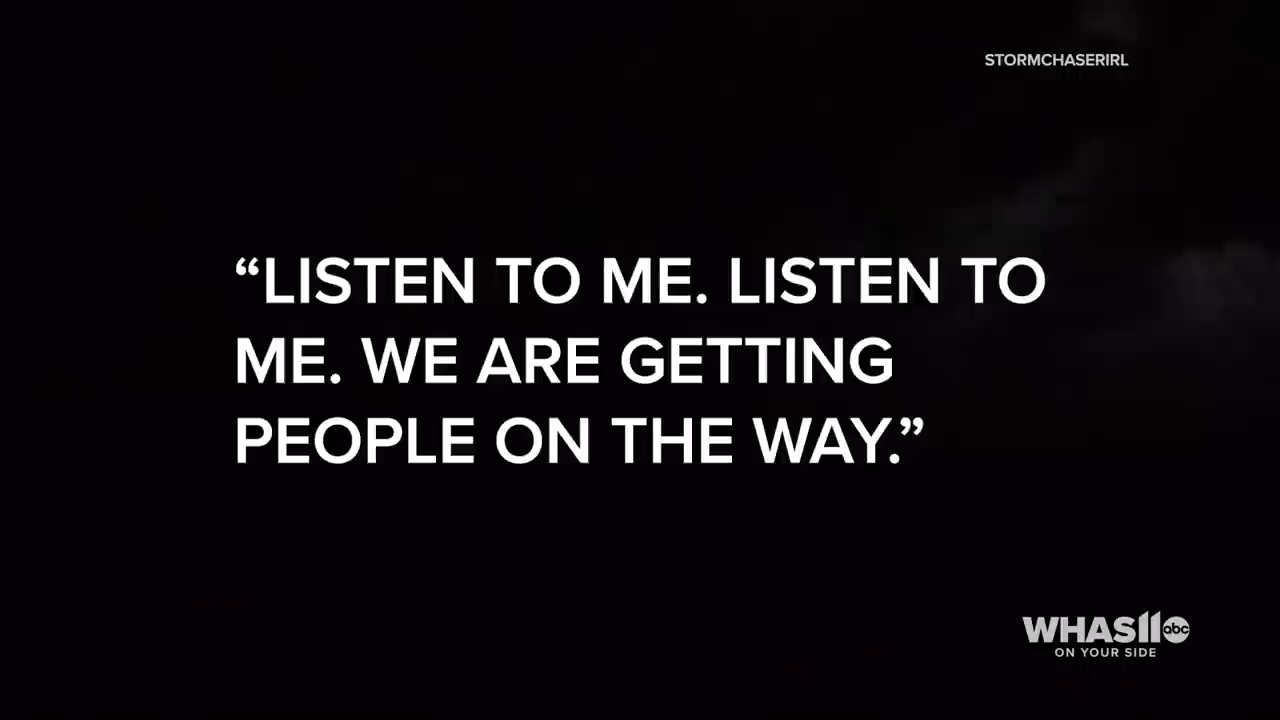 STORMCHASERIRL
“LISTEN TO ME. LISTEN TO
ME. WE ARE GETTING
PEOPLE ON THE WAY.”
WHAS11 abc
ON YOUR SIDE